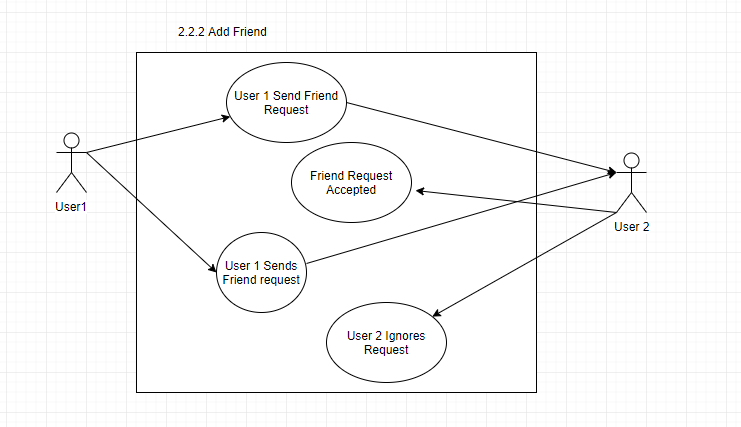 2.2.2 Add Friend
User 1 Send Friend
Request
Friend Request
Accepted
User1
User 2
User 1 Sends
Friend request
User 2 Ignores
Request